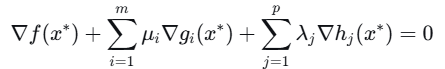 ∇f(x*) + ∑_{i=1}^{m} μ_i∇g_i(x*) + ∑_{j=1}^{p} λ_j∇h_j(x*) = 0